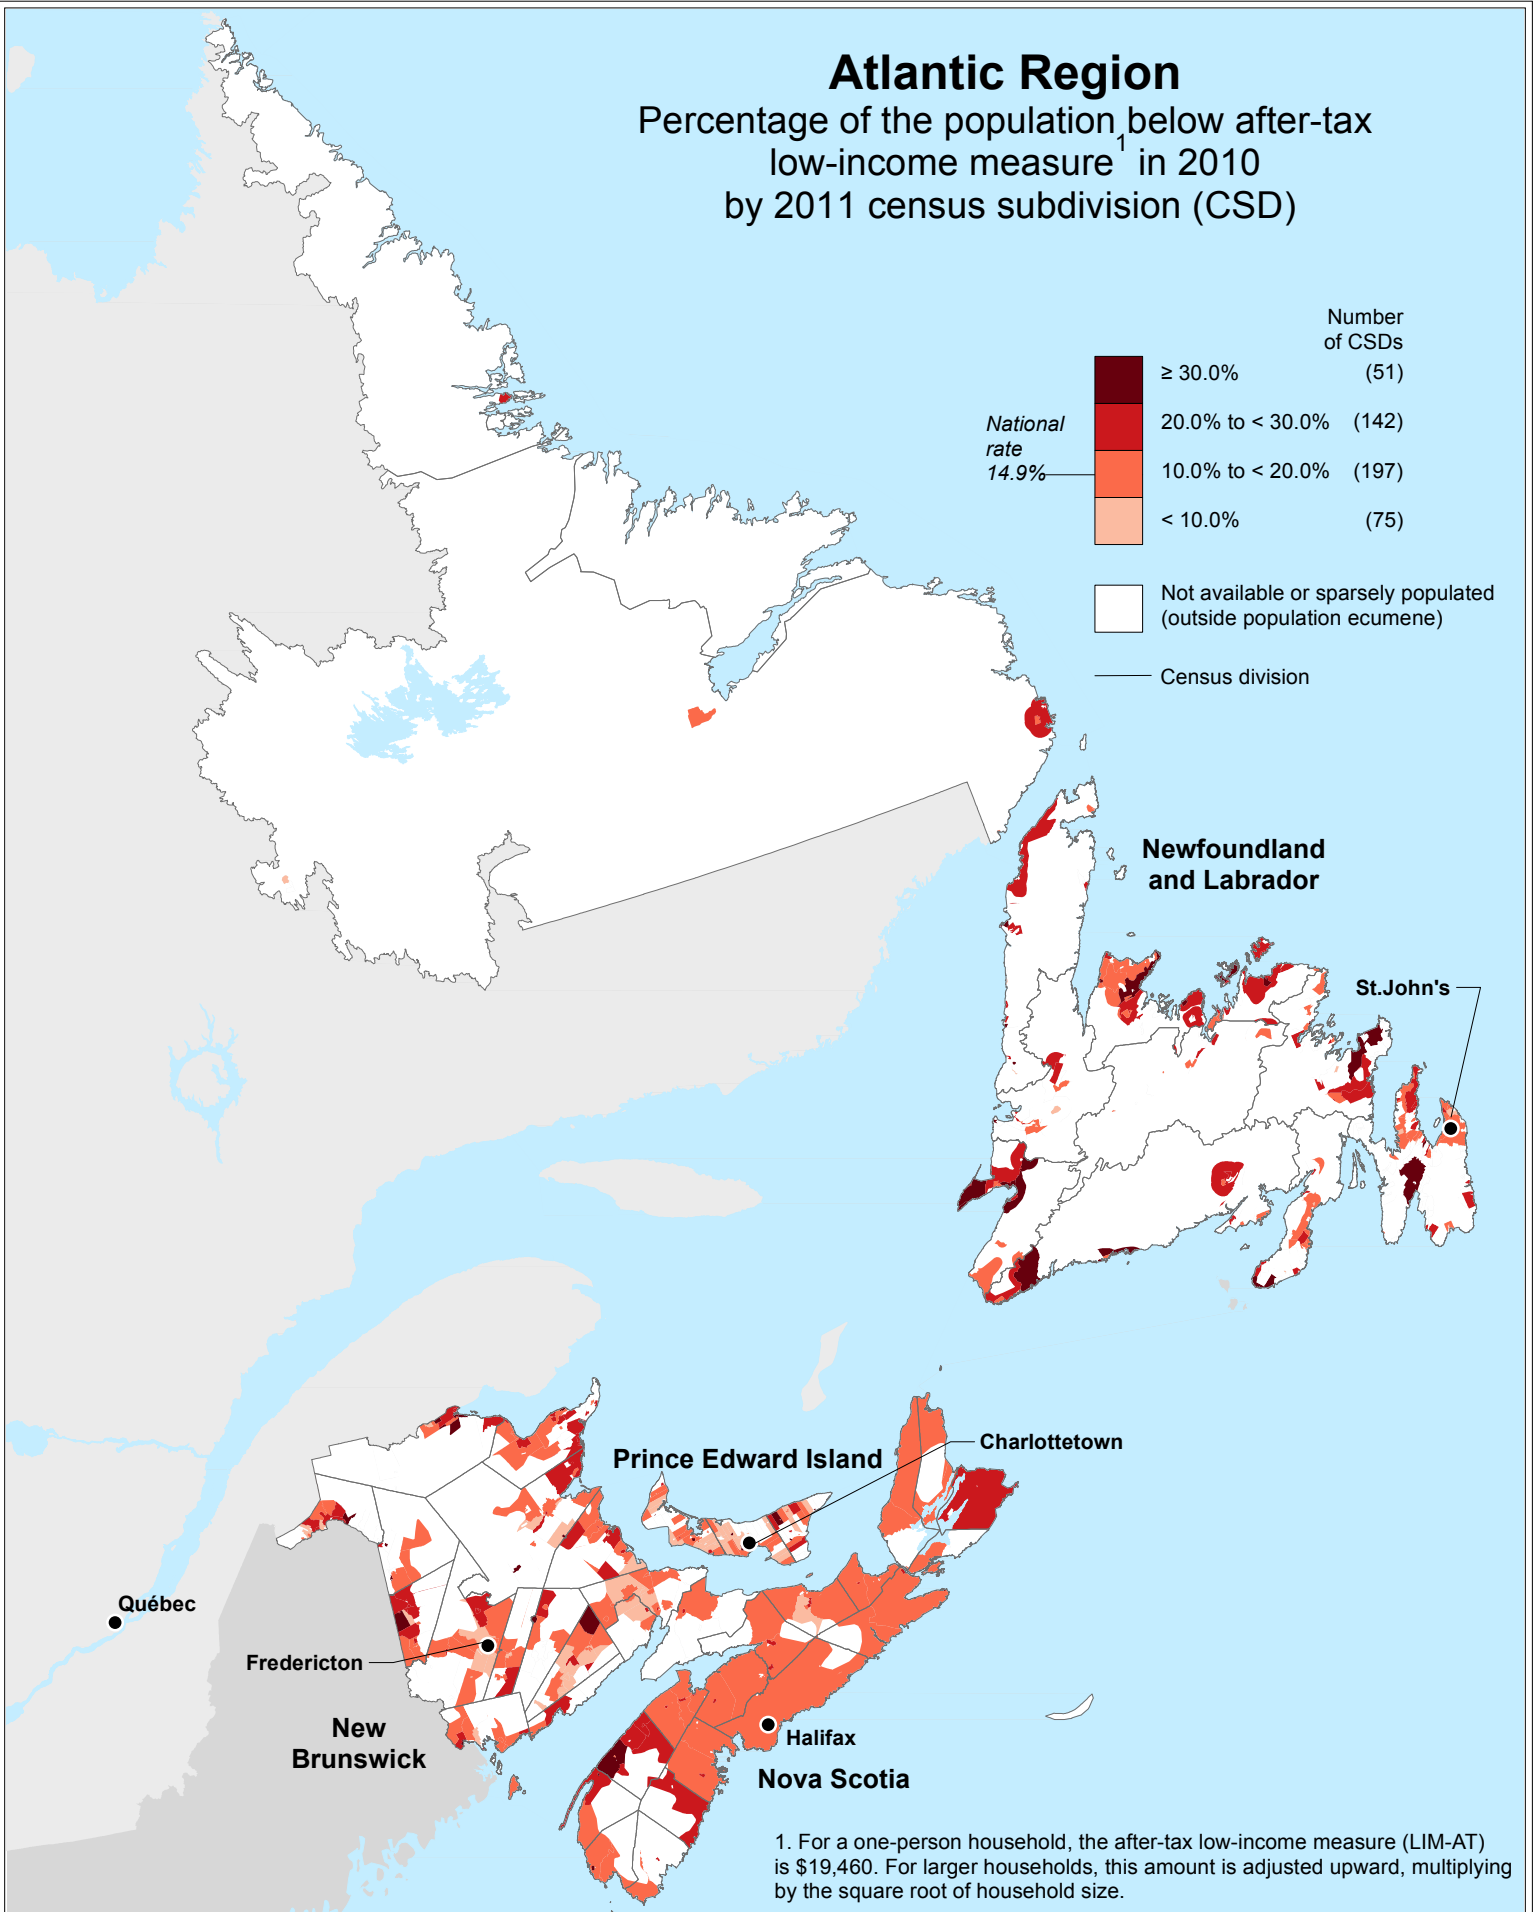 Atlantic Region
Percentage of the population below after-tax
low-income measure1 in 2010
by 2011 census subdivision (CSD)
Number
of CSDs
≥ 30.0% (51)
20.0% to < 30.0% (142)
National
rate
14.9%
10.0% to < 20.0% (197)
< 10.0% (75)
Not available or sparsely populated
(outside population ecumene)
Census division
Newfoundland
and Labrador
St.John's
Prince Edward Island
Charlottetown
Québec
Fredericton
New
Brunswick
Halifax
Nova Scotia
1. For a one-person household, the after-tax low-income measure (LIM-AT)
is $19,460. For larger households, this amount is adjusted upward, multiplying
by the square root of household size.